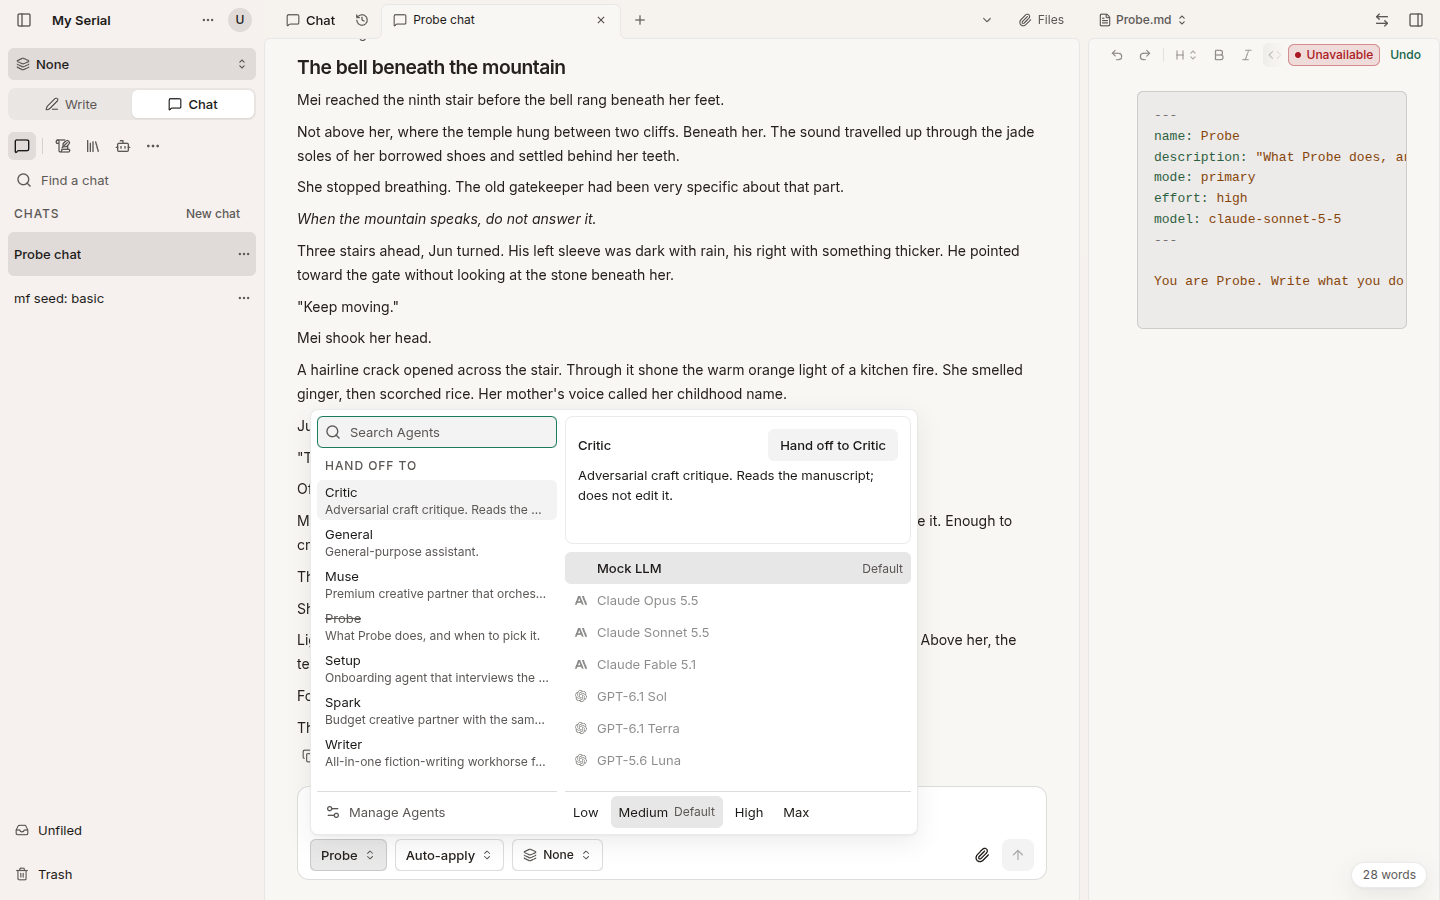 My Serial
U
Chat
Probe chat
Files
Probe.md
None
Write
Chat
Find a chat
CHATS
New chat
Probe chat
mf seed: basic
Unfiled
Trash
The bell beneath the mountain
Mei reached the ninth stair before the bell rang beneath her feet.
Not above her, where the temple hung between two cliffs. Beneath her. The sound travelled up through the jade
soles of her borrowed shoes and settled behind her teeth.
She stopped breathing. The old gatekeeper had been very specific about that part.
When the mountain speaks, do not answer it.
Three stairs ahead, Jun turned. His left sleeve was dark with rain, his right with something thicker. He pointed
toward the gate without looking at the stone beneath her.
"Keep moving."
Mei shook her head.
A hairline crack opened across the stair. Through it shone the warm orange light of a kitchen fire. She smelled
ginger, then scorched rice. Her mother's voice called her childhood name.
it. Enough to
Above her, the
Search Agents
HAND OFF TO
Critic
Adversarial craft critique. Reads the ...
General
General-purpose assistant.
Muse
Premium creative partner that orches...
Probe
What Probe does, and when to pick it.
Setup
Onboarding agent that interviews the ...
Spark
Budget creative partner with the sam...
Writer
All-in-one fiction-writing workhorse f...
Manage Agents
Critic
Hand off to Critic
Adversarial craft critique. Reads the manuscript;
does not edit it.
Mock LLM Default
Claude Opus 5.5
Claude Sonnet 5.5
Claude Fable 5.1
GPT-6.1 Sol
GPT-6.1 Terra
GPT-5.6 Luna
Low Medium Default High Max
Probe
Auto-apply
None
H
B
I
Unavailable
Undo
---
name: Probe
description: "What Probe does, a
mode: primary
effort: high
model: claude-sonnet-5-5
---
You are Probe. Write what you do
28 words